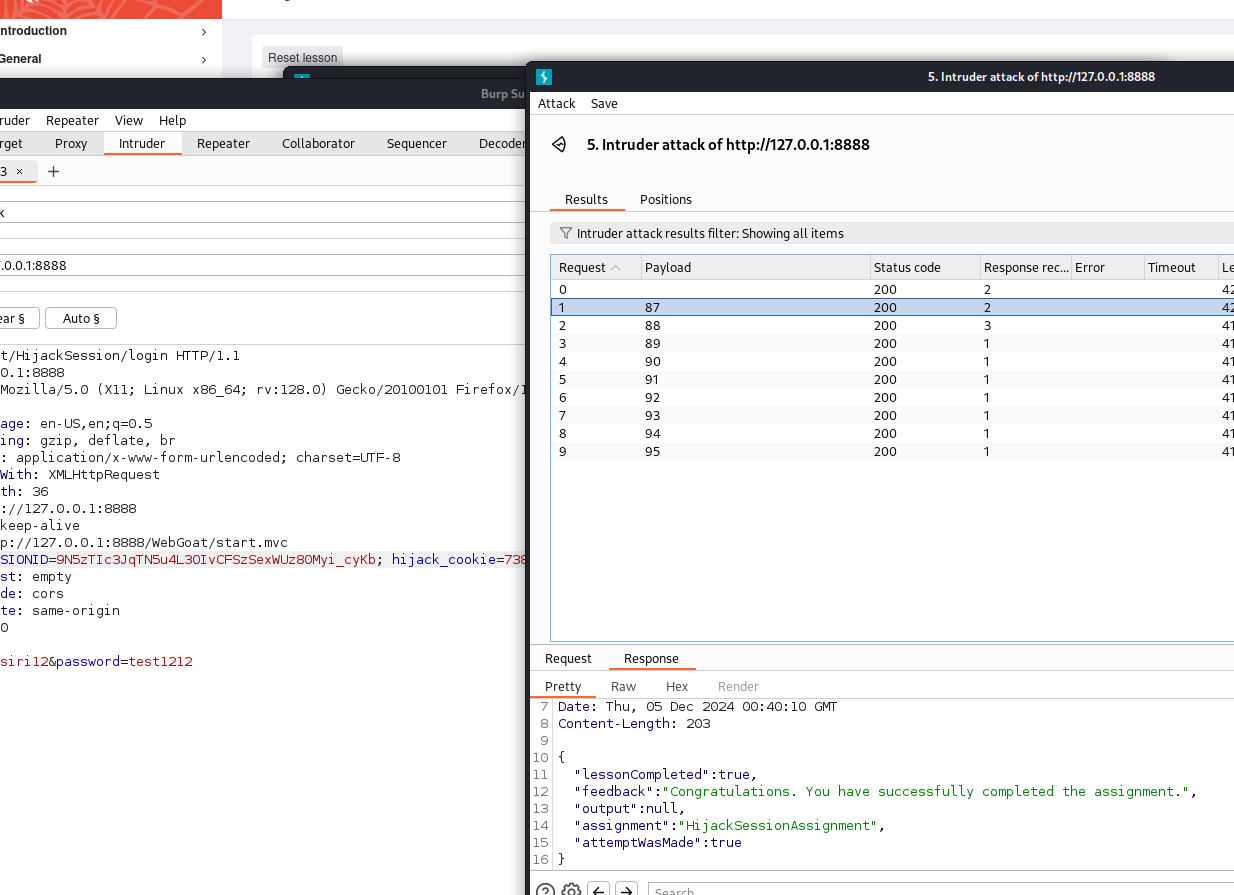 ntroduction
General
Reset lesson
Burp Su
ruder Repeater View Help
rget Proxy Intruder Repeater Collaborator Sequencer Decoder
3 × +
k
.0.0.1:8888
ear § Auto §
t/HijackSession/login HTTP/1.1
0.1:8888
Mozilla/5.0 (X11; Linux x86_64; rv:128.0) Gecko/20100101 Firefox/1
age: en-US,en;q=0.5
ing: gzip, deflate, br
: application/x-www-form-urlencoded; charset=UTF-8
With: XMLHttpRequest
th: 36
://127.0.0.1:8888
keep-alive
p://127.0.0.1:8888/WebGoat/start.mvc
SIONID=9N5zTIc3JqTN5u4L3OIvCFSzSexWUz80Myi_cyKb; hijack_cookie=738
st: empty
de: cors
te: same-origin
0
siri12&password=test1212
5. Intruder attack of http://127.0.0.1:8888
Attack Save
5. Intruder attack of http://127.0.0.1:8888
Results Positions
Intruder attack results filter: Showing all items
Request Payload Status code Response rec... Error Timeout Le
0 200 2 42
1 87 200 2 42
2 88 200 3 41
3 89 200 1 41
4 90 200 1 41
5 91 200 1 41
6 92 200 1 41
7 93 200 1 41
8 94 200 1 41
9 95 200 1 41
Request Response
Pretty Raw Hex Render
7 Date: Thu, 05 Dec 2024 00:40:10 GMT
8 Content-Length: 203
9
10 {
11 "lessonCompleted":true,
12 "feedback":"Congratulations. You have successfully completed the assignment.",
13 "output":null,
14 "assignment":"HijackSessionAssignment",
15 "attemptWasMade":true
16 }
Search